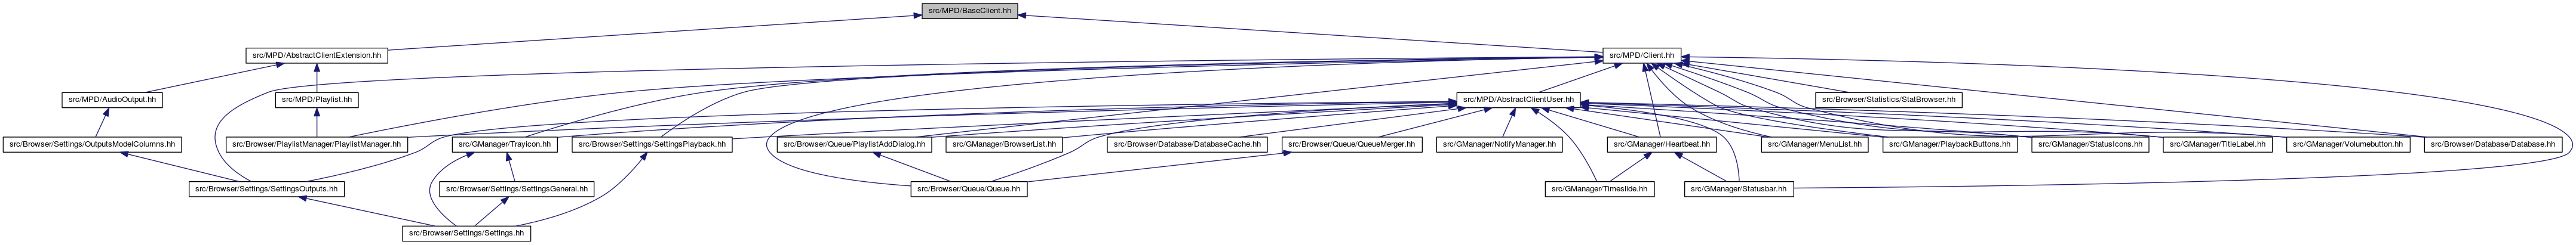 src/MPD/BaseClient.hh
src/MPD/AbstractClientExtension.hh
src/MPD/Client.hh
src/MPD/AudioOutput.hh
src/MPD/Playlist.hh
src/MPD/AbstractClientUser.hh
src/Browser/Statistics/StatBrowser.hh
src/Browser/Settings/OutputsModelColumns.hh
src/Browser/PlaylistManager/PlaylistManager.hh
src/GManager/Trayicon.hh
src/Browser/Settings/SettingsPlayback.hh
src/Browser/Queue/PlaylistAddDialog.hh
src/GManager/BrowserList.hh
src/Browser/Database/DatabaseCache.hh
src/Browser/Queue/QueueMerger.hh
src/GManager/NotifyManager.hh
src/GManager/Heartbeat.hh
src/GManager/MenuList.hh
src/GManager/PlaybackButtons.hh
src/GManager/StatusIcons.hh
src/GManager/TitleLabel.hh
src/GManager/Volumebutton.hh
src/Browser/Database/Database.hh
src/Browser/Settings/SettingsOutputs.hh
src/Browser/Settings/SettingsGeneral.hh
src/Browser/Queue/Queue.hh
src/GManager/Timeslide.hh
src/GManager/Statusbar.hh
src/Browser/Settings/Settings.hh